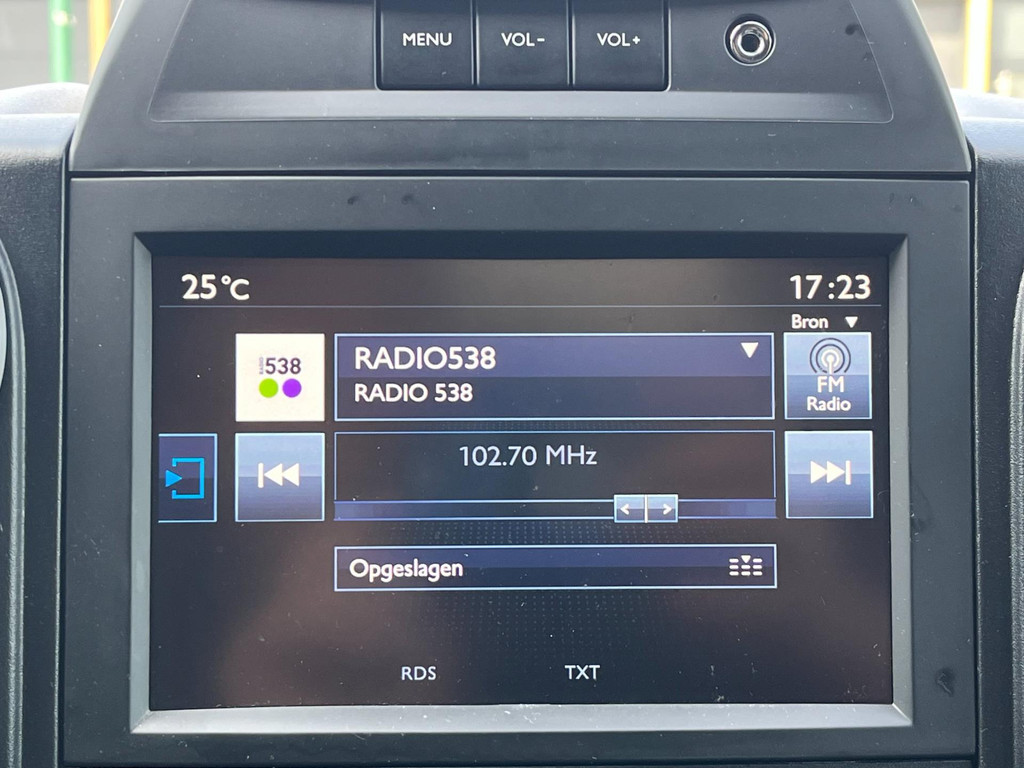 MENU VOL- VOL+
25°C 17:23
Bron
RADIO 538
RADIO538
RADIO 538
FM
Radio
102.70 MHz
Opgeslagen
RDS TXT